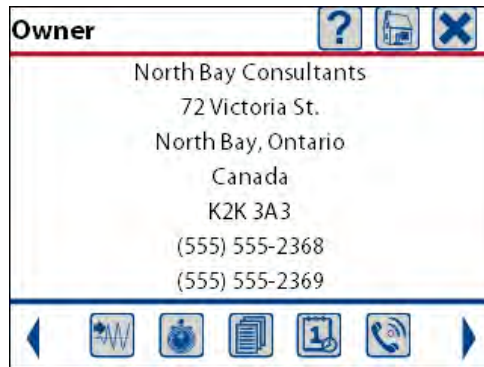 Owner
?
North Bay Consultants
72 Victoria St.
North Bay, Ontario
Canada
K2K 3A3
(555) 555-2368
(555) 555-2369
1